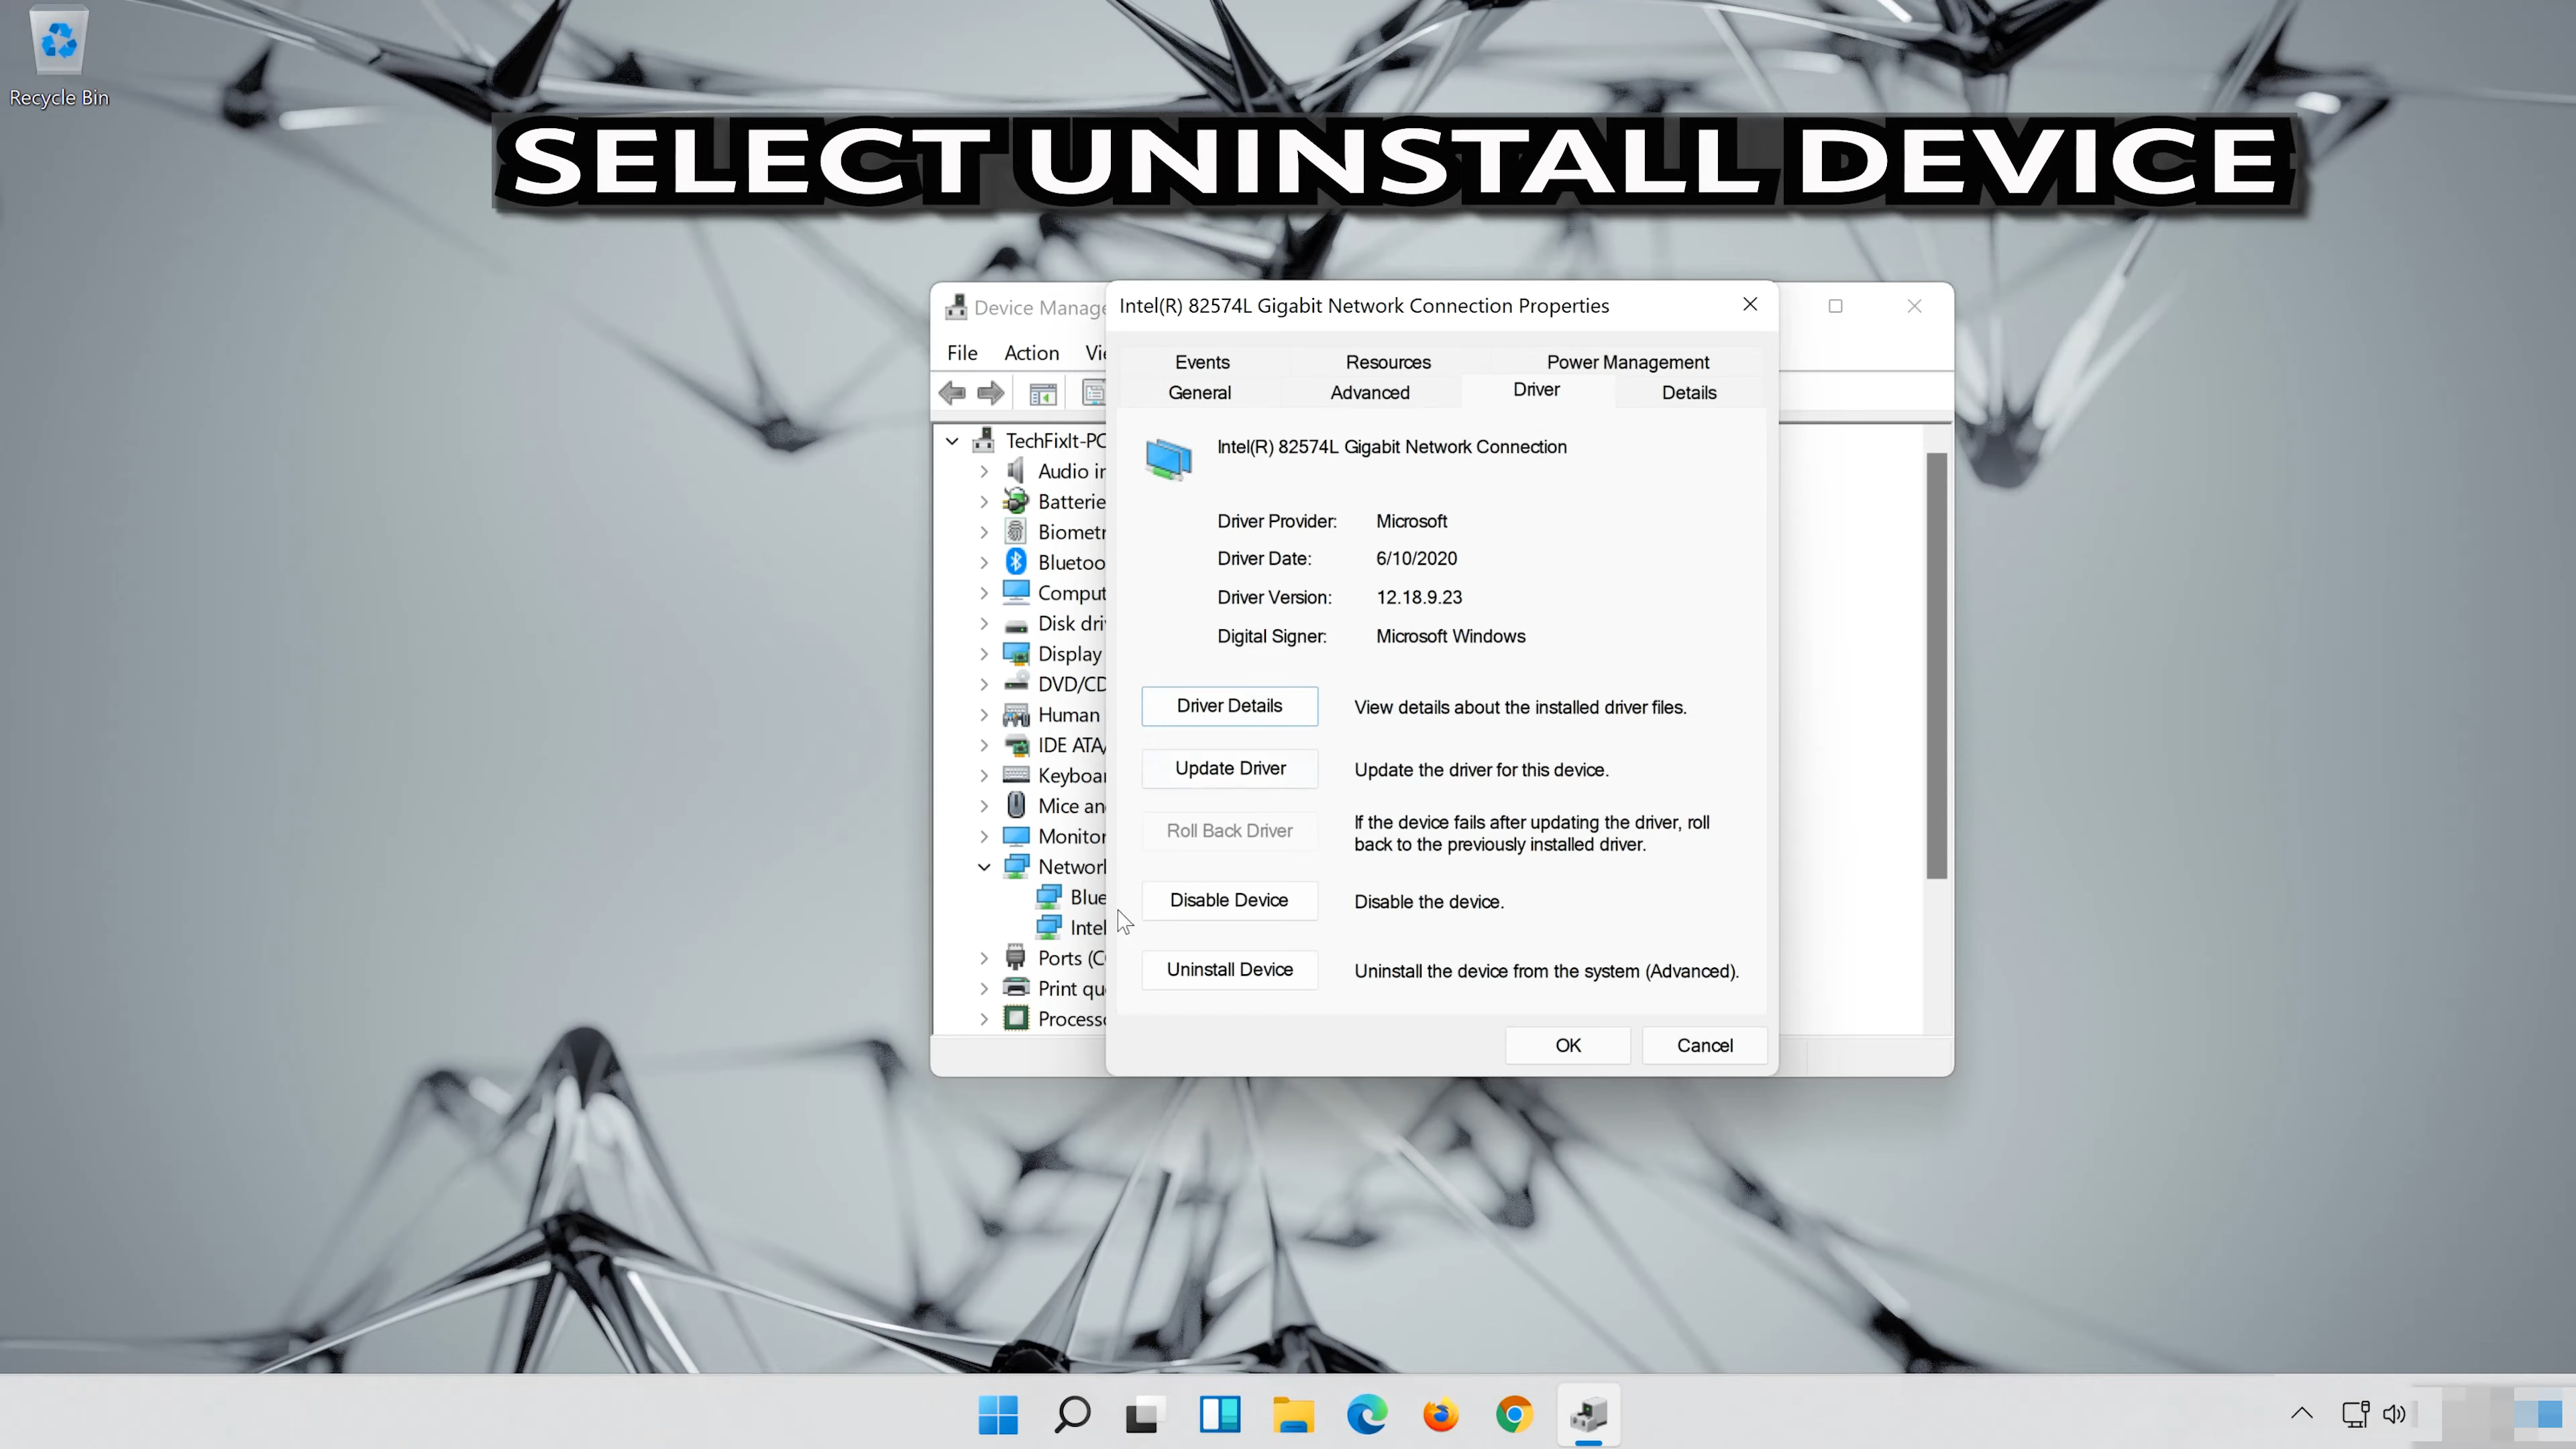 Recycle Bin
SELECT UNINSTALL DEVICE
Device Manage
Intel(R) 82574L Gigabit Network Connection Properties
File Action Vie
Events Resources Power Management
General Advanced Driver Details
TechFixIt-PC
Audio in
Batterie
Biometr
Bluetoo
Comput
Disk dri
Display
DVD/CD
Human
IDE ATA/
Keyboar
Mice an
Monitor
Network
Blue
Intel
Ports (C
Print qu
Process
Intel(R) 82574L Gigabit Network Connection
Driver Provider: Microsoft
Driver Date: 6/10/2020
Driver Version: 12.18.9.23
Digital Signer: Microsoft Windows
Driver Details View details about the installed driver files.
Update Driver Update the driver for this device.
Roll Back Driver If the device fails after updating the driver, roll
back to the previously installed driver.
Disable Device Disable the device.
Uninstall Device Uninstall the device from the system (Advanced).
OK Cancel